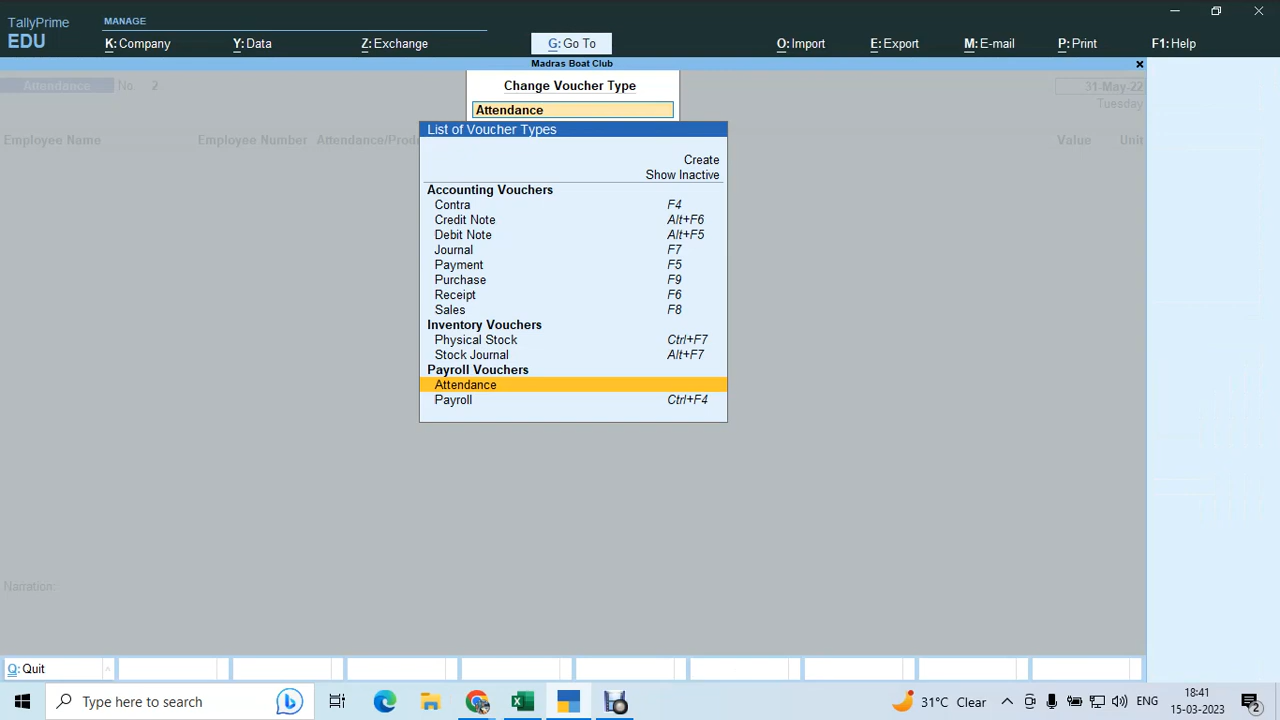 TallyPrime
EDU
MANAGE
K: Company
Y: Data
Z: Exchange
G: Go To
O: Import
E: Export
M: E-mail
P: Print
F1: Help
Madras Boat Club
Attendance No. 2
31-May-22
Tuesday
Employee Name
Employee Number
Attendance/Produ
Value
Unit
Change Voucher Type
Attendance
List of Voucher Types
Create
Show Inactive
Accounting Vouchers
Contra F4
Credit Note Alt+F6
Debit Note Alt+F5
Journal F7
Payment F5
Purchase F9
Receipt F6
Sales F8
Inventory Vouchers
Physical Stock Ctrl+F7
Stock Journal Alt+F7
Payroll Vouchers
Attendance
Payroll Ctrl+F4
Narration:
Q: Quit
Type here to search
31°C Clear
ENG
18:41
15-03-2023
2